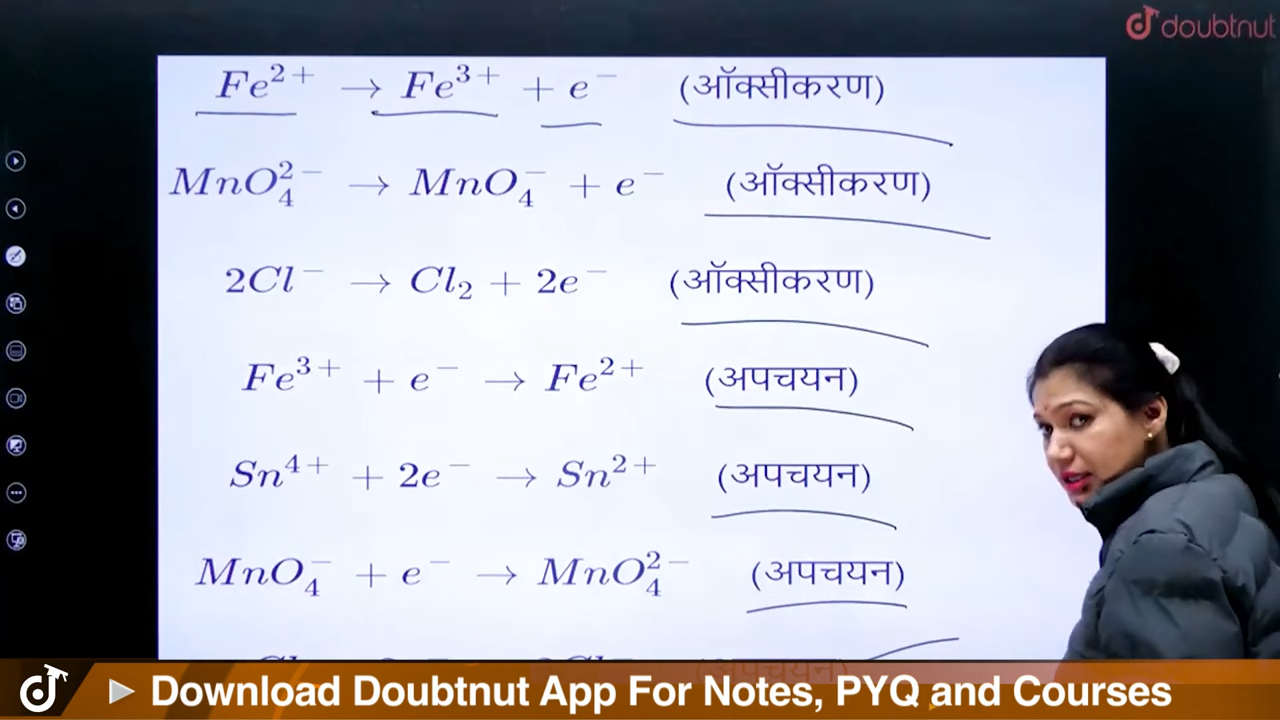 doubtnut
Fe²⁺ → Fe³⁺ + e⁻ (ऑक्सीकरण)
MnO₄²⁻ → MnO₄⁻ + e⁻ (ऑक्सीकरण)
2Cl⁻ → Cl₂ + 2e⁻ (ऑक्सीकरण)
Fe³⁺ + e⁻ → Fe²⁺ (अपचयन)
Sn⁴⁺ + 2e⁻ → Sn²⁺ (अपचयन)
MnO₄⁻ + e⁻ → MnO₄²⁻ (अपचयन)
(अपचयन)
Download Doubtnut App For Notes, PYQ and Courses